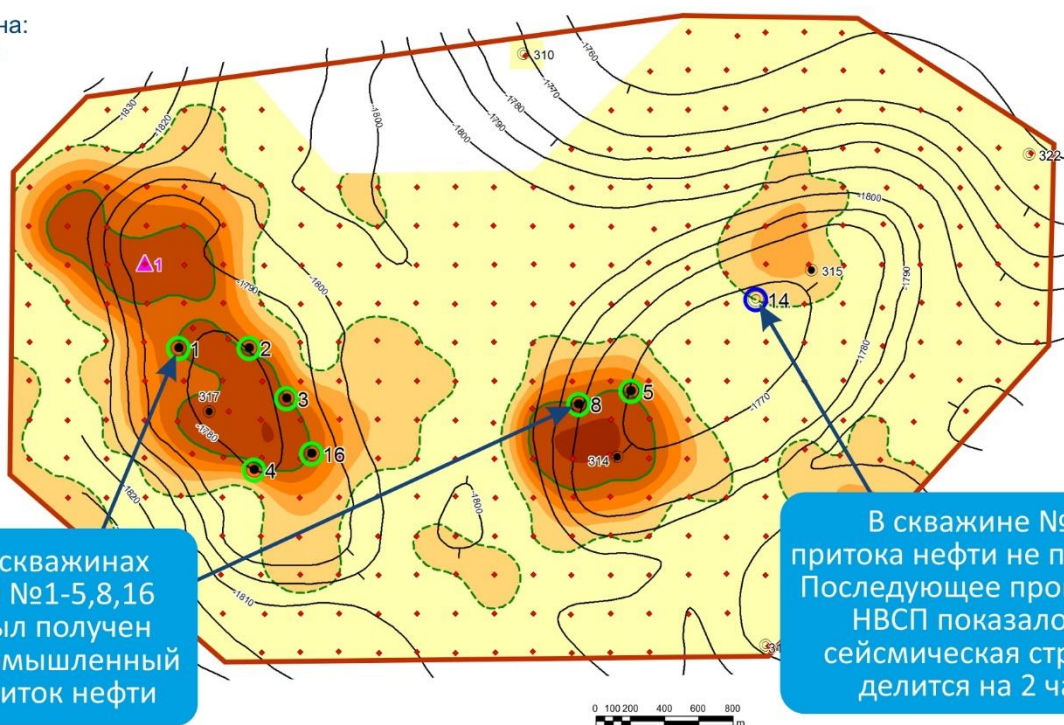 на:
310
-1760
-1770
-1780
-1790
-1800
-1800
-1830
-1820
322
-1800
1
315
-1790
-1790
-1800
14
-1780
1
2
3
317
-1780
8
5
-1770
314
16
4
-1820
-1800
-1810
скважинах
№1-5,8,16
был получен
мышленный
иток нефти
В скважине №
притока нефти не п
Последующее про
НВСП показало
сейсмическая стр
делится на 2 ча
0 100 200 400 600 800
m